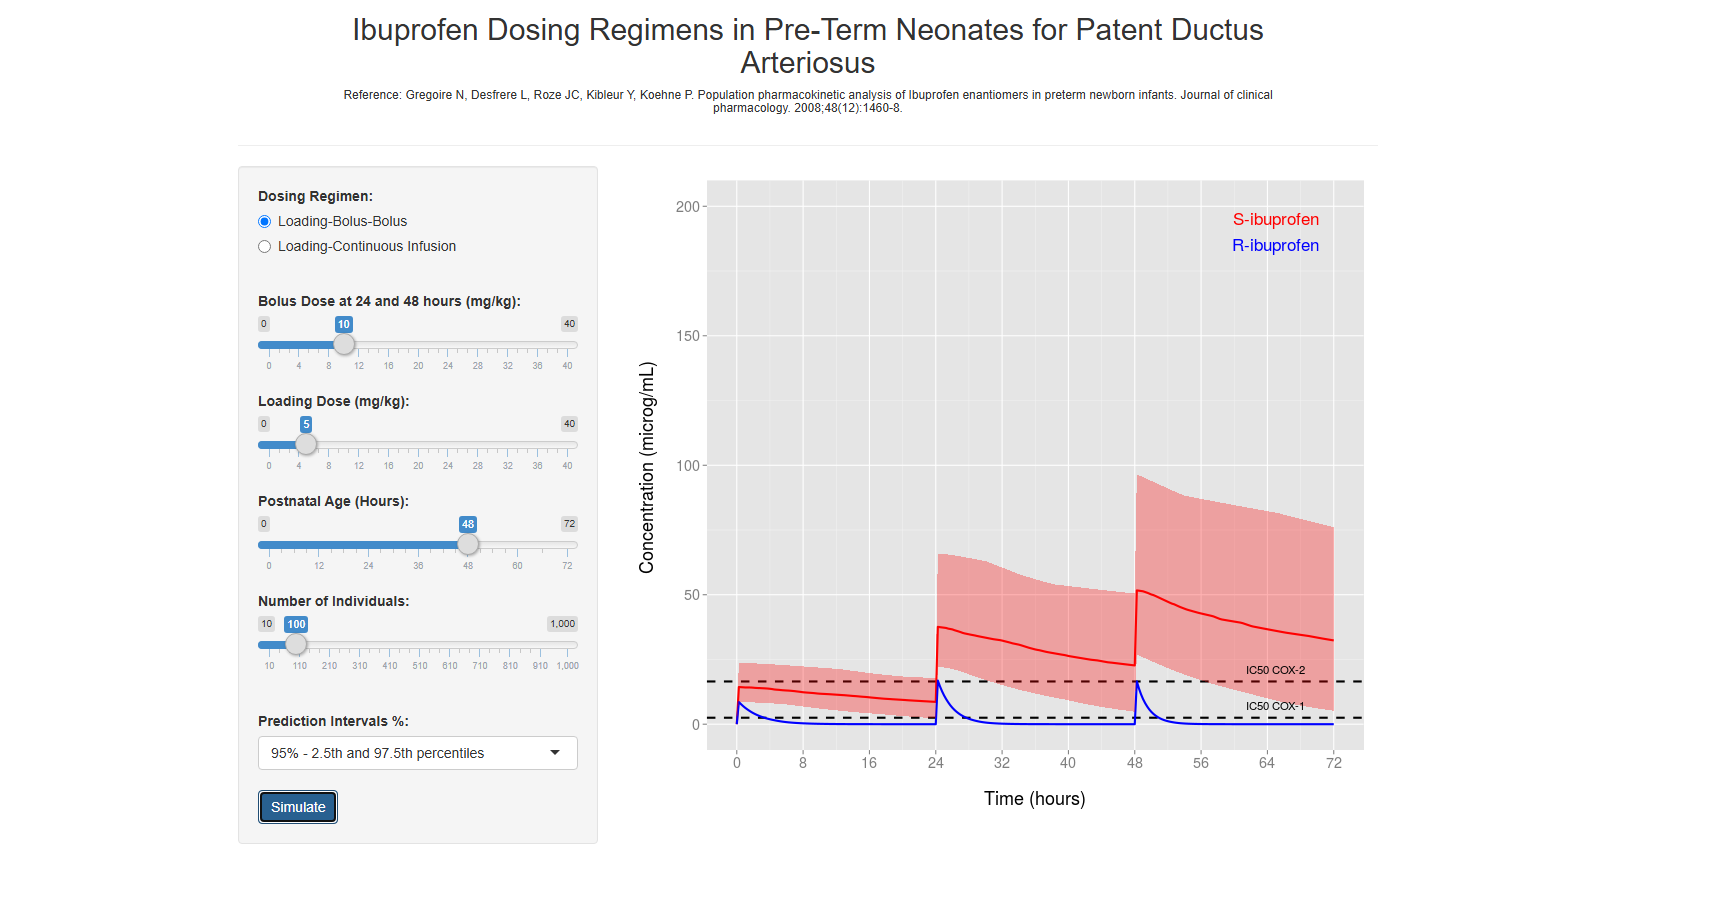 Ibuprofen Dosing Regimens in Pre-Term Neonates for Patent Ductus
Arteriosus
Reference: Gregoire N, Desfrere L, Roze JC, Kibleur Y, Koehne P. Population pharmacokinetic analysis of Ibuprofen enantiomers in preterm newborn infants. Journal of clinical
pharmacology. 2008;48(12):1460-8.
Dosing Regimen:
Loading-Bolus-Bolus
Loading-Continuous Infusion
Bolus Dose at 24 and 48 hours (mg/kg):
0 10 40
0 4 8 12 16 20 24 28 32 36 40
Loading Dose (mg/kg):
0 5 40
0 4 8 12 16 20 24 28 32 36 40
Postnatal Age (Hours):
0 48 72
0 12 24 36 48 60 72
Number of Individuals:
10 100 1,000
10 110 210 310 410 510 610 710 810 910 1,000
Prediction Intervals %:
95% - 2.5th and 97.5th percentiles
Simulate
Concentration (microg/mL)
200
150
100
50
0
S-ibuprofen
R-ibuprofen
IC50 COX-2
IC50 COX-1
0 8 16 24 32 40 48 56 64 72
Time (hours)